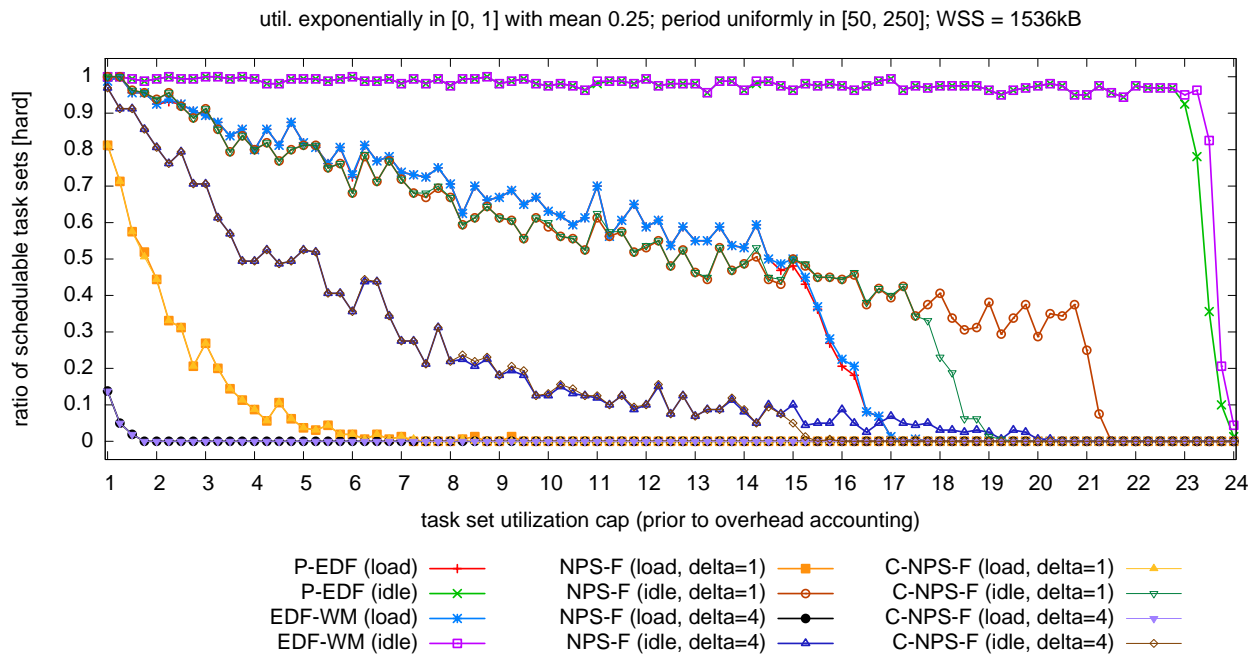 util. exponentially in [0, 1] with mean 0.25; period uniformly in [50, 250]; WSS = 1536kB
ratio of schedulable task sets [hard]
1
0.9
0.8
0.7
0.6
0.5
0.4
0.3
0.2
0.1
0
1 2 3 4 5 6 7 8 9 10 11 12 13 14 15 16 17 18 19 20 21 22 23 24
task set utilization cap (prior to overhead accounting)
P-EDF (load) NPS-F (load, delta=1) C-NPS-F (load, delta=1)
P-EDF (idle) NPS-F (idle, delta=1) C-NPS-F (idle, delta=1)
EDF-WM (load) NPS-F (load, delta=4) C-NPS-F (load, delta=4)
EDF-WM (idle) NPS-F (idle, delta=4) C-NPS-F (idle, delta=4)